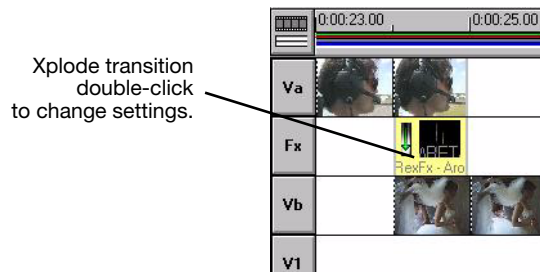 0:00:23.00 0:00:25.00
Xplode transition
double-click
to change settings.
Va
Fx
RexFx - Aro
Vb
V1